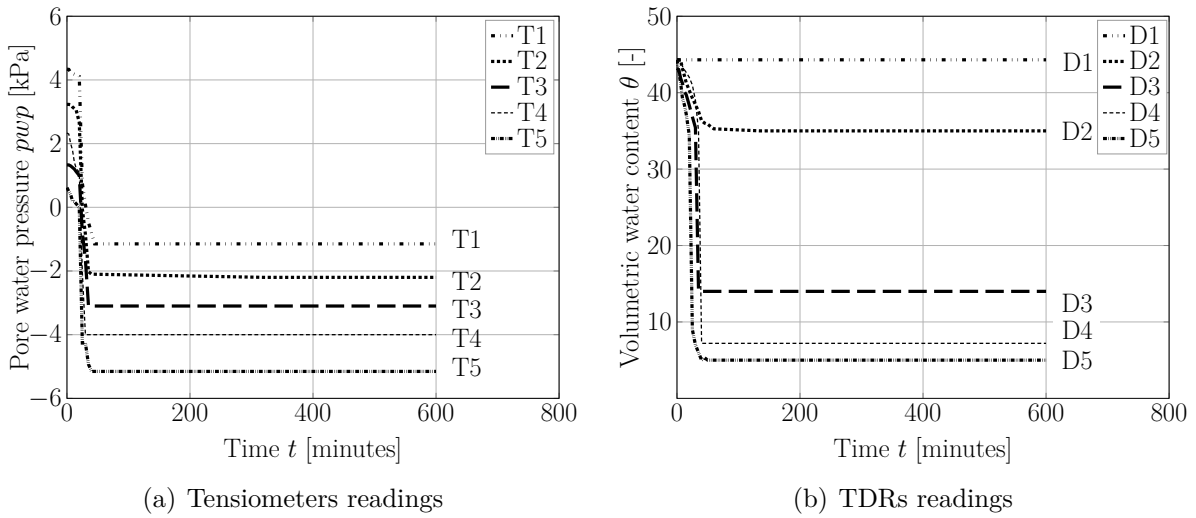 Pore water pressure pwp [kPa]
6
4
2
0
−2
−4
−6
0
200
400
600
800
Time t [minutes]
T1
T2
T3
T4
T5
T1
T2
T3
T4
T5
(a) Tensiometers readings
Volumetric water content θ [-]
50
40
30
20
10
0
200
400
600
800
Time t [minutes]
D1
D2
D3
D4
D5
D1
D2
D3
D4
D5
(b) TDRs readings